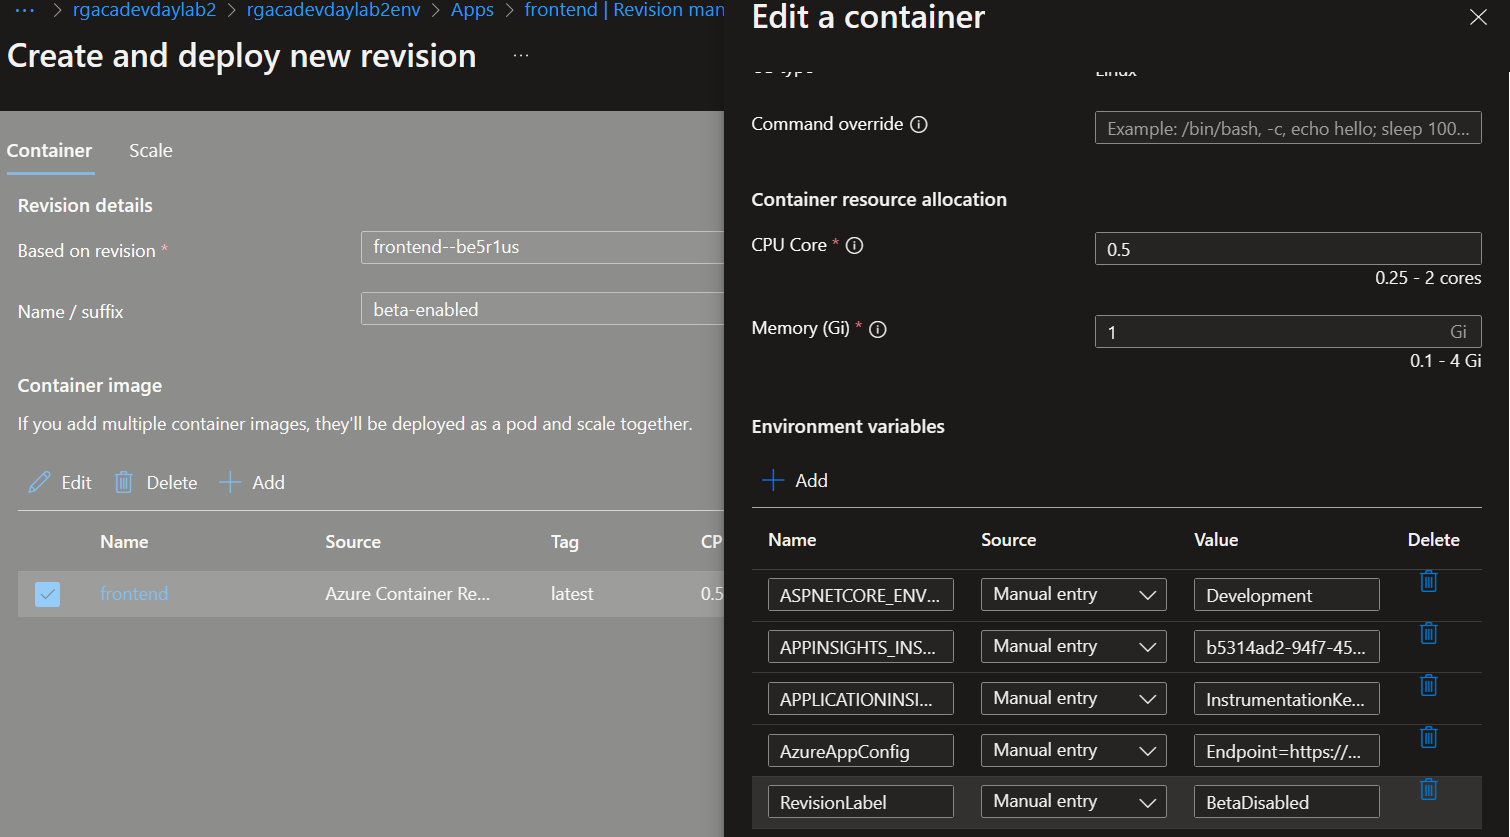 ··· > rgacadevdaylab2 > rgacadevdaylab2env > Apps > frontend | Revision man
Create and deploy new revision ···
Container Scale
Revision details
Based on revision * frontend--be5r1us
Name / suffix beta-enabled
Container image
If you add multiple container images, they'll be deployed as a pod and scale together.
Edit Delete Add
Name Source Tag CP
frontend Azure Container Re... latest 0.5
Edit a container
Command override Example: /bin/bash, -c, echo hello; sleep 100...
Container resource allocation
CPU Core * 0.5
0.25 - 2 cores
Memory (Gi) * 1 Gi
0.1 - 4 Gi
Environment variables
Add
Name Source Value Delete
ASPNETCORE_ENV... Manual entry Development
APPINSIGHTS_INS... Manual entry b5314ad2-94f7-45...
APPLICATIONINSI... Manual entry InstrumentationKe...
AzureAppConfig Manual entry Endpoint=https://...
RevisionLabel Manual entry BetaDisabled